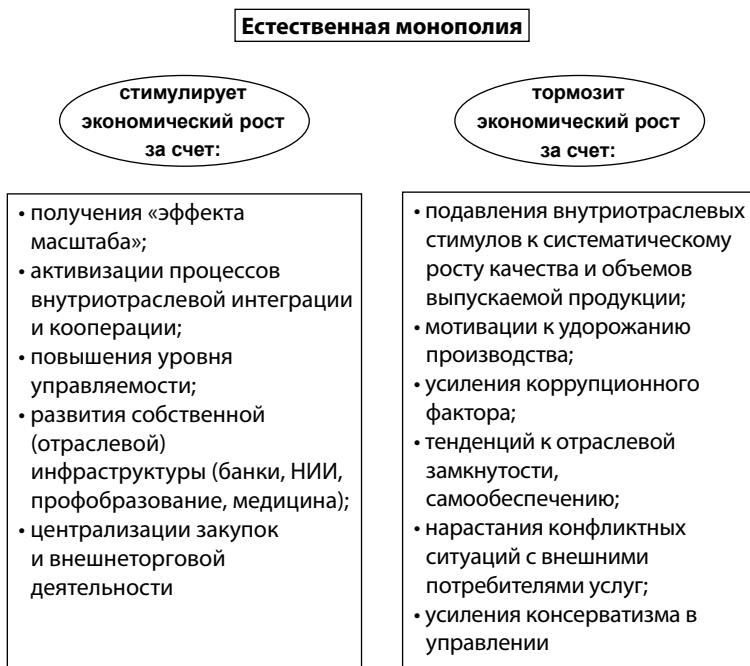 Естественная монополия
стимулирует
экономический рост
за счет:
• получения «эффекта
масштаба»;
• активизации процессов
внутриотраслевой интеграции
и кооперации;
• повышения уровня
управляемости;
• развития собственной
(отраслевой)
инфраструктуры (банки, НИИ,
профобразование, медицина);
• централизации закупок
и внешнеторговой
деятельности
тормозит
экономический рост
за счет:
• подавления внутриотраслевых
стимулов к систематическому
росту качества и объемов
выпускаемой продукции;
• мотивации к удорожанию
производства;
• усиления коррупционного
фактора;
• тенденций к отраслевой
замкнутости,
самообеспечению;
• нарастания конфликтных
ситуаций с внешними
потребителями услуг;
• усиления консерватизма в
управлении